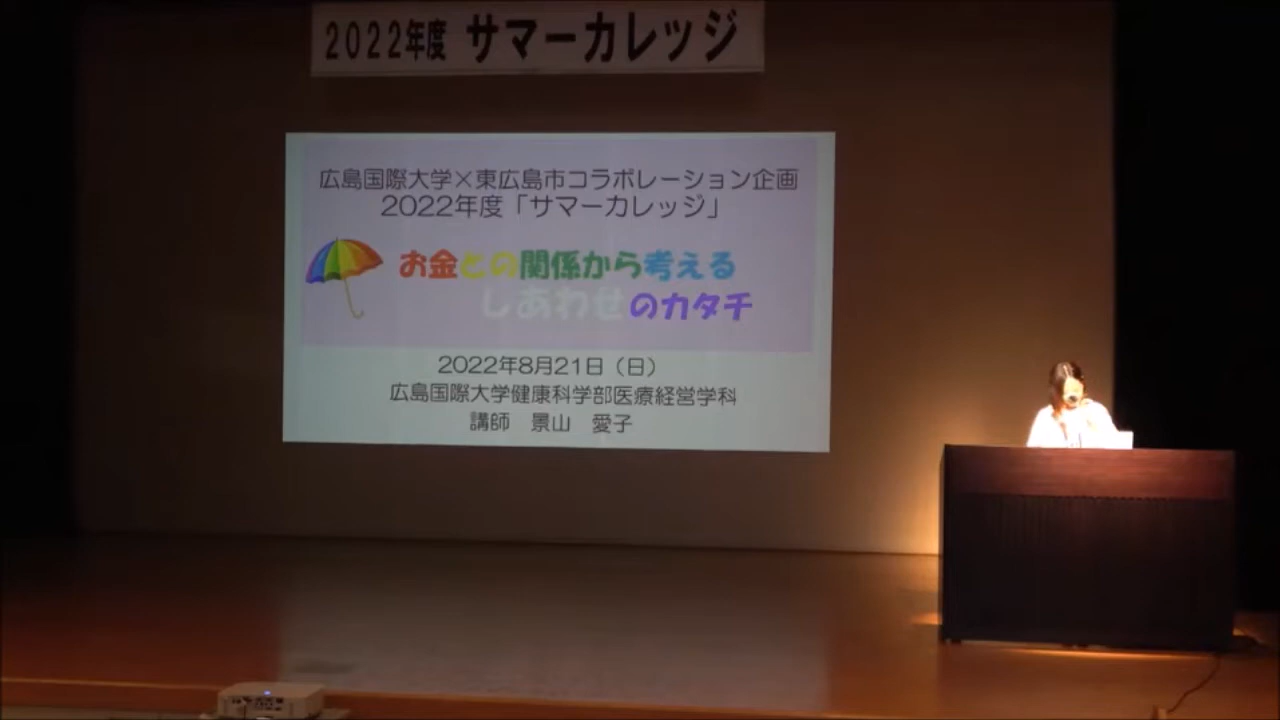 2022年度 サマーカレッジ
広島国際大学×東広島市コラボレーション企画
2022年度「サマーカレッジ」
お金との関係から考える
しあわせのカタチ
2022年8月21日（日）
広島国際大学健康科学部医療経営学科
講師　景山　愛子